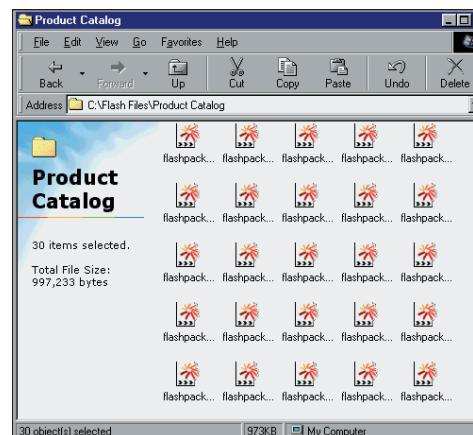 Product Catalog
File Edit View Go Favorites Help
Back Forward Up Cut Copy Paste Undo Delete
Address C:\Flash Files\Product Catalog
Product
Catalog
30 items selected.
Total File Size:
997,233 bytes
flashpack... flashpack... flashpack... flashpack... flashpack...
flashpack... flashpack... flashpack... flashpack... flashpack...
flashpack... flashpack... flashpack... flashpack... flashpack...
flashpack... flashpack... flashpack... flashpack... flashpack...
flashpack... flashpack... flashpack... flashpack... flashpack...
30 object(s) selected 973KB My Computer